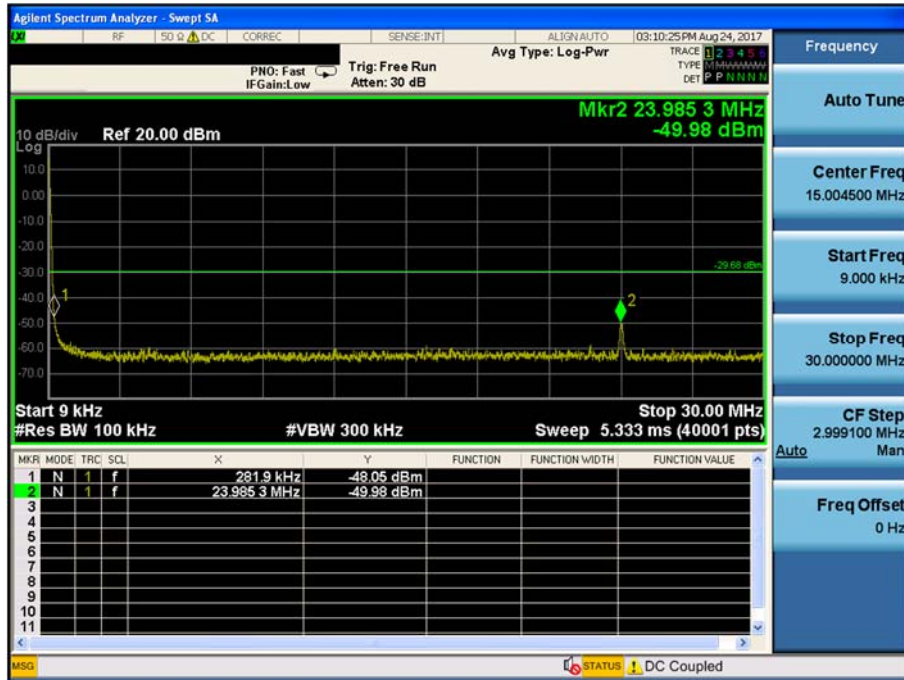 Agilent Spectrum Analyzer - Swept SA
LXI RF 50 Ω DC CORREC SENSE:INT ALIGN AUTO 03:10:25 PM Aug 24, 2017
Avg Type: Log-Pwr
TRACE 1 2 3 4 5 6
PNO: Fast Trig: Free Run
TYPE M M W W W W
IFGain:Low Atten: 30 dB
DET P P N N N N
Mkr2 23.985 3 MHz
-49.98 dBm
10 dB/div Ref 20.00 dBm
Log
10.0
0.00
-10.0
-20.0
-29.68 dBm
-30.0
-40.0
1
2
-50.0
-60.0
-70.0
Start 9 kHz Stop 30.00 MHz
#Res BW 100 kHz #VBW 300 kHz Sweep 5.333 ms (40001 pts)
MKR MODE TRC SCL X Y FUNCTION FUNCTION WIDTH FUNCTION VALUE
1 N 1 f 281.9 kHz -48.05 dBm
2 N 1 f 23.985 3 MHz -49.98 dBm
3
4
5
6
7
8
9
10
11
MSG STATUS DC Coupled
Frequency
Auto Tune
Center Freq
15.004500 MHz
Start Freq
9.000 kHz
Stop Freq
30.000000 MHz
CF Step
2.999100 MHz
Auto Man
Freq Offset
0 Hz